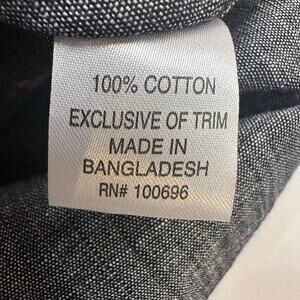 100% COTTON
EXCLUSIVE OF TRIM
MADE IN
BANGLADESH
RN# 100696